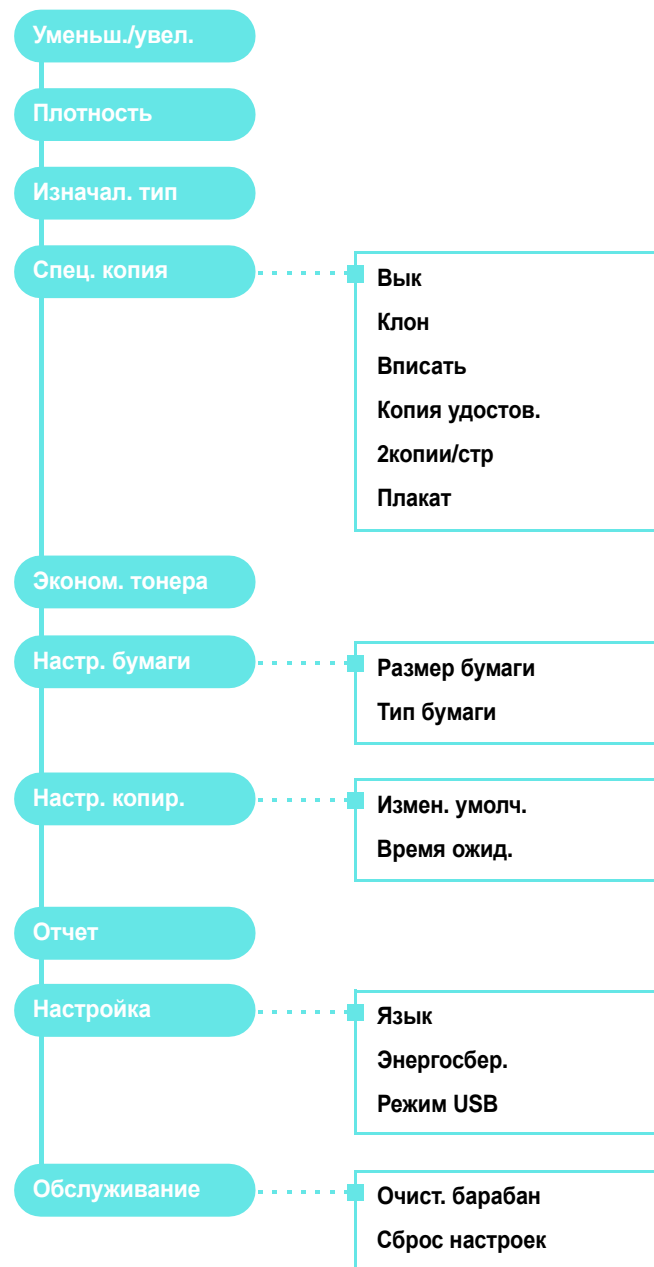 Уменьш./увел.
Плотность
Изначал. тип
Спец. копия
Вык
Клон
Вписать
Копия удостов.
2копии/стр
Плакат
Эконом. тонера
Настр. бумаги
Размер бумаги
Тип бумаги
Настр. копир.
Измен. умолч.
Время ожид.
Отчет
Настройка
Язык
Энергосбер.
Режим USB
Обслуживание
Очист. барабан
Сброс настроек